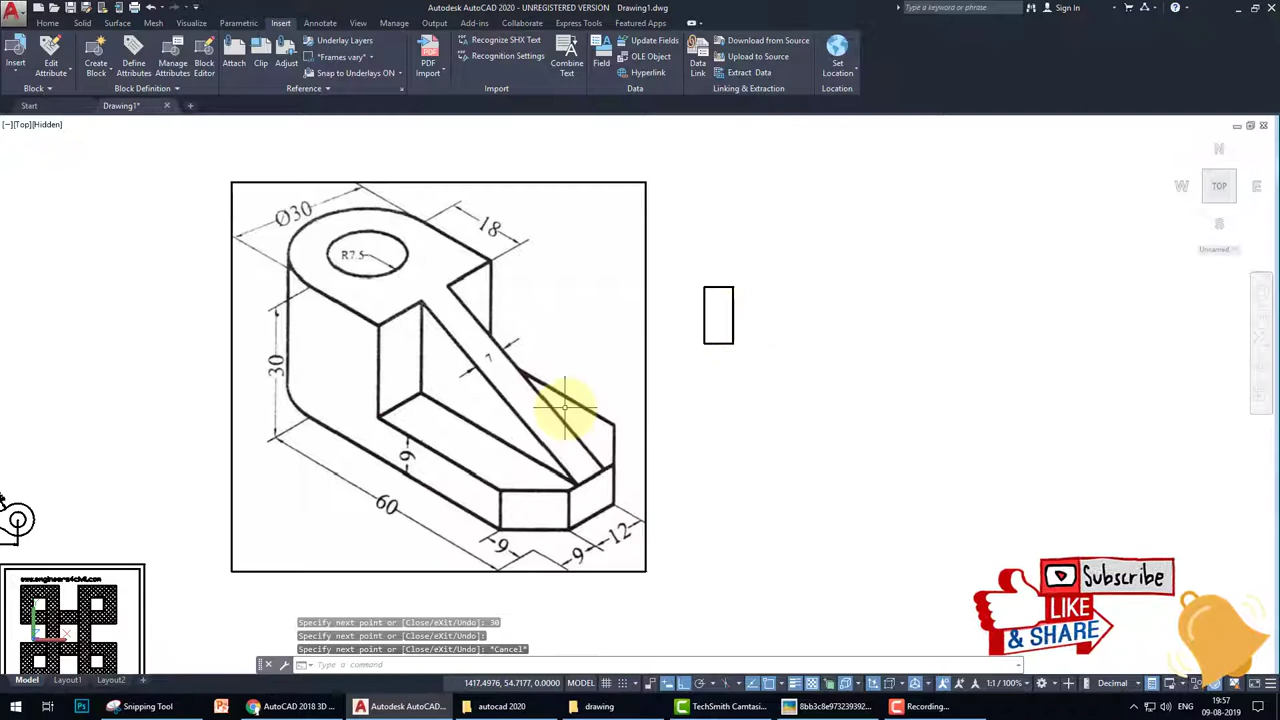 Autodesk AutoCAD 2020 - UNREGISTERED VERSION Drawing1.dwg
Type a keyword or phrase
Sign In
Home Solid Surface Mesh Visualize Parametric Insert Annotate View Manage Output Add-ins Collaborate Express Tools Featured Apps
Insert
Edit Attribute
Create Block
Define Attributes
Manage Attributes
Block Editor
Attach
Clip
Adjust
Underlay Layers
*Frames vary*
Snap to Underlays ON
PDF Import
Recognize SHX Text
Recognition Settings
Combine Text
Field
Update Fields
OLE Object
Hyperlink
Data Link
Download from Source
Upload to Source
Extract Data
Set Location
Block
Block Definition
Reference
Import
Data
Linking & Extraction
Location
Start
Drawing1*
[−][Top][Hidden]
N
W TOP E
S
Unnamed
Ø30
18
R7.5
30
7
9
60
9
9
12
www.engineers4civil.com
Subscribe
LIKE
& SHARE
Specify next point or [Close/eXit/Undo]: 30
Specify next point or [Close/eXit/Undo]:
Specify next point or [Close/eXit/Undo]: *Cancel*
Type a command
Model Layout1 Layout2
1417.4976, 54.7177, 0.0000 MODEL
1:1 / 100%
Decimal
Snipping Tool
AutoCAD 2018 3D ...
Autodesk AutoCAD...
autocad 2020
drawing
TechSmith Camtasi...
8bb3c8e973239392...
Recording...
ENG
19:57
09-08-2019